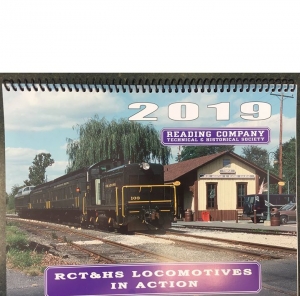 2019
READING COMPANY
TECHNICAL & HISTORICAL SOCIETY
RCT&HS LOCOMOTIVES
IN ACTION